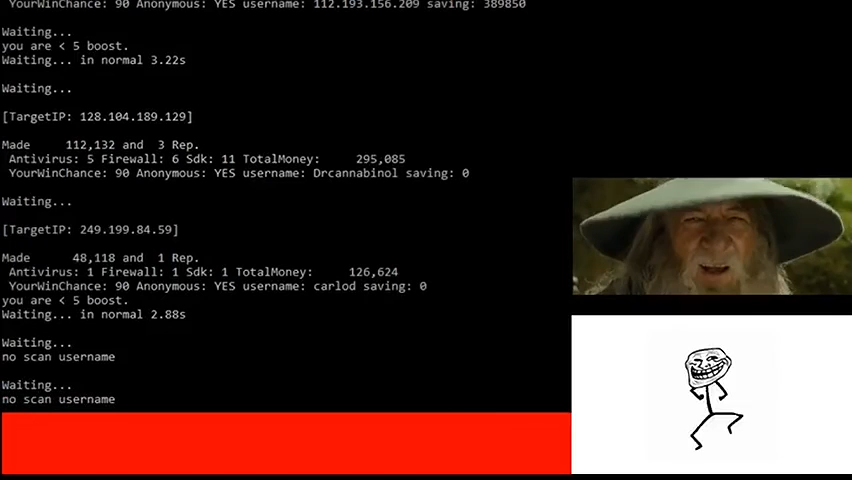 YourWinChance: 90 Anonymous: YES username: 112.193.156.209 saving: 389850
Waiting...
you are < 5 boost.
Waiting... in normal 3.22s
Waiting...
[TargetIP: 128.104.189.129]
Made 112,132 and 3 Rep.
Antivirus: 5 Firewall: 6 Sdk: 11 TotalMoney: 295,085
YourWinChance: 90 Anonymous: YES username: Drcannabinol saving: 0
Waiting...
[TargetIP: 249.199.84.59]
Made 48,118 and 1 Rep.
Antivirus: 1 Firewall: 1 Sdk: 1 TotalMoney: 126,624
YourWinChance: 90 Anonymous: YES username: carlod saving: 0
you are < 5 boost.
Waiting... in normal 2.88s
Waiting...
no scan username
Waiting...
no scan username